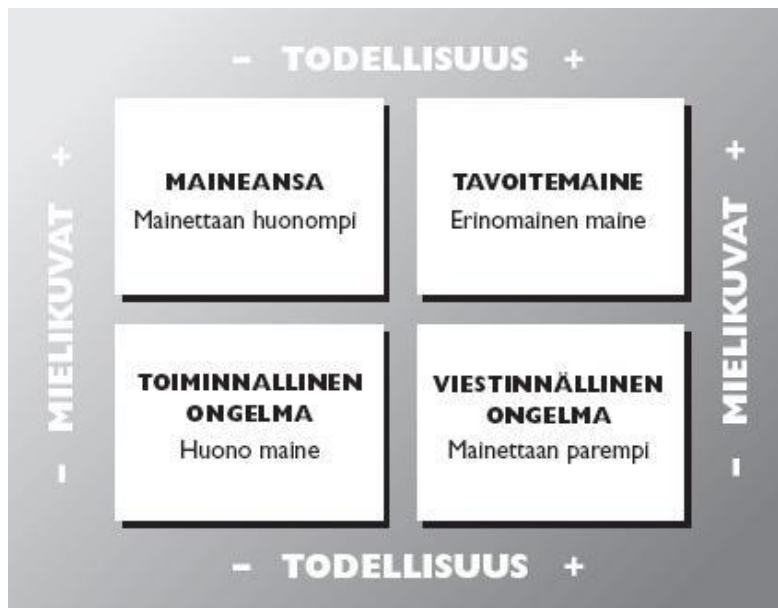 – TODELLISUUS +
– MIELIKUVAT +
MAINEANSA
Mainettaan huonompi
TAVOITEMAINE
Erinomainen maine
– MIELIKUVAT +
TOIMINNALLINEN
ONGELMA
Huono maine
VIESTINNÄLLINEN
ONGELMA
Mainettaan parempi
– TODELLISUUS +